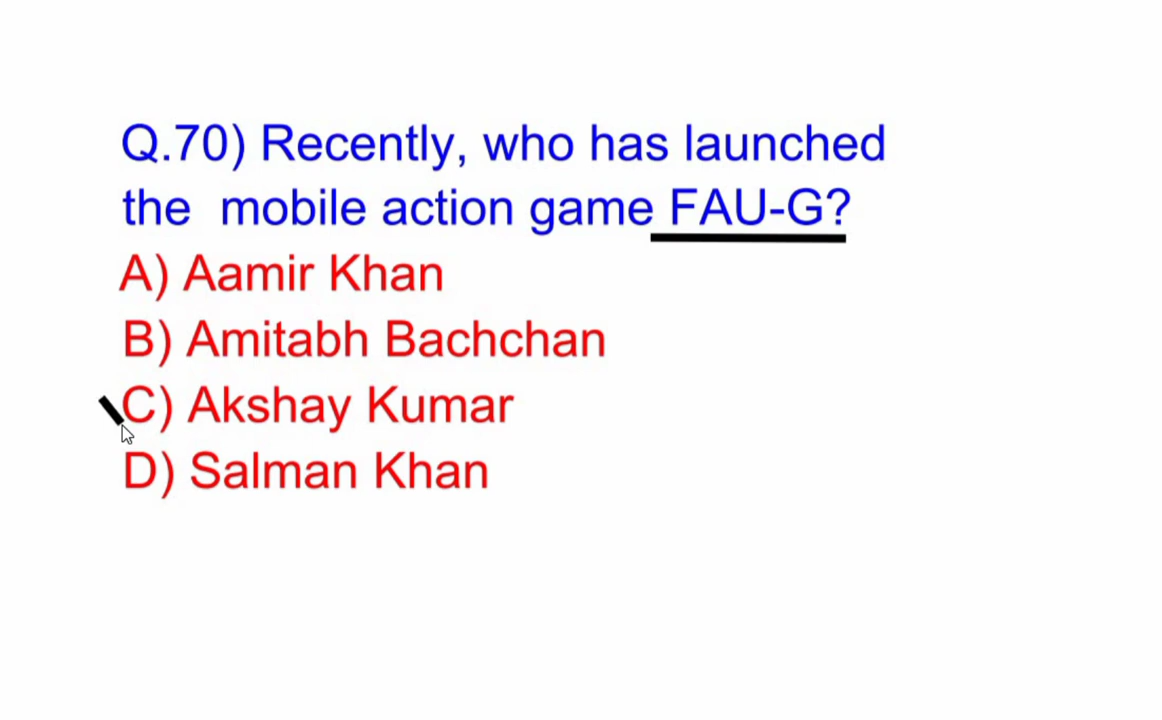 Q.70) Recently, who has launched
the mobile action game FAU-G?
A) Aamir Khan
B) Amitabh Bachchan
C) Akshay Kumar
D) Salman Khan